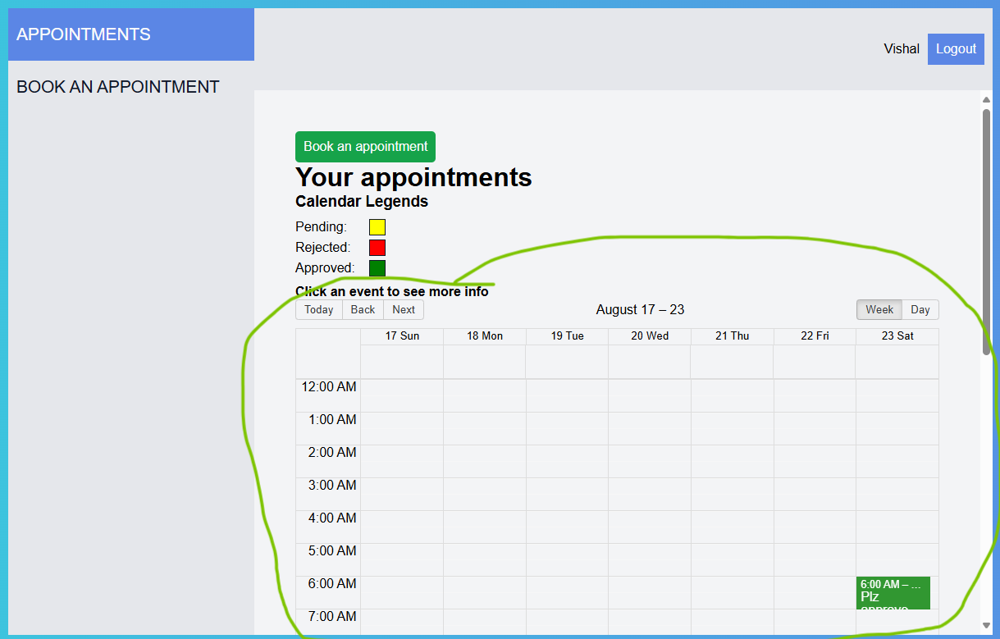 APPOINTMENTS
Vishal Logout
BOOK AN APPOINTMENT
Book an appointment
Your appointments
Calendar Legends
Pending:
Rejected:
Approved:
Click an event to see more info
Today Back Next August 17 – 23 Week Day
17 Sun 18 Mon 19 Tue 20 Wed 21 Thu 22 Fri 23 Sat
12:00 AM
1:00 AM
2:00 AM
3:00 AM
4:00 AM
5:00 AM
6:00 AM 6:00 AM – ...
Plz
approve
7:00 AM